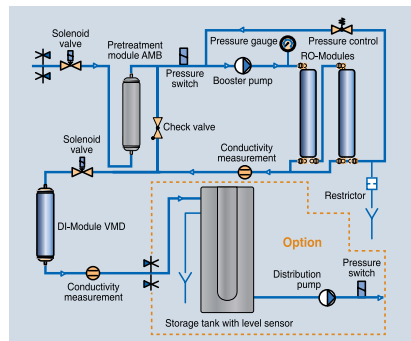 Solenoid
valve
Pretreatment
module AMB
Pressure gauge
Pressure control
RO-Modules
Pressure
switch
Booster pump
Check valve
Solenoid
valve
Conductivity
measurement
Restrictor
DI-Module VMD
Option
Conductivity
measurement
Distribution
pump
Pressure
switch
Storage tank with level sensor